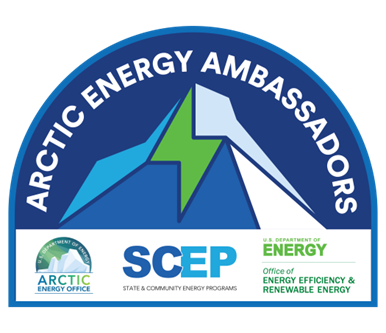 ARCTIC ENERGY AMBASSADORS
U.S. DEPARTMENT OF ENERGY
ARCTIC
ENERGY OFFICE
SCEP
STATE & COMMUNITY ENERGY PROGRAMS
U.S. DEPARTMENT OF
ENERGY
Office of
ENERGY EFFICIENCY &
RENEWABLE ENERGY